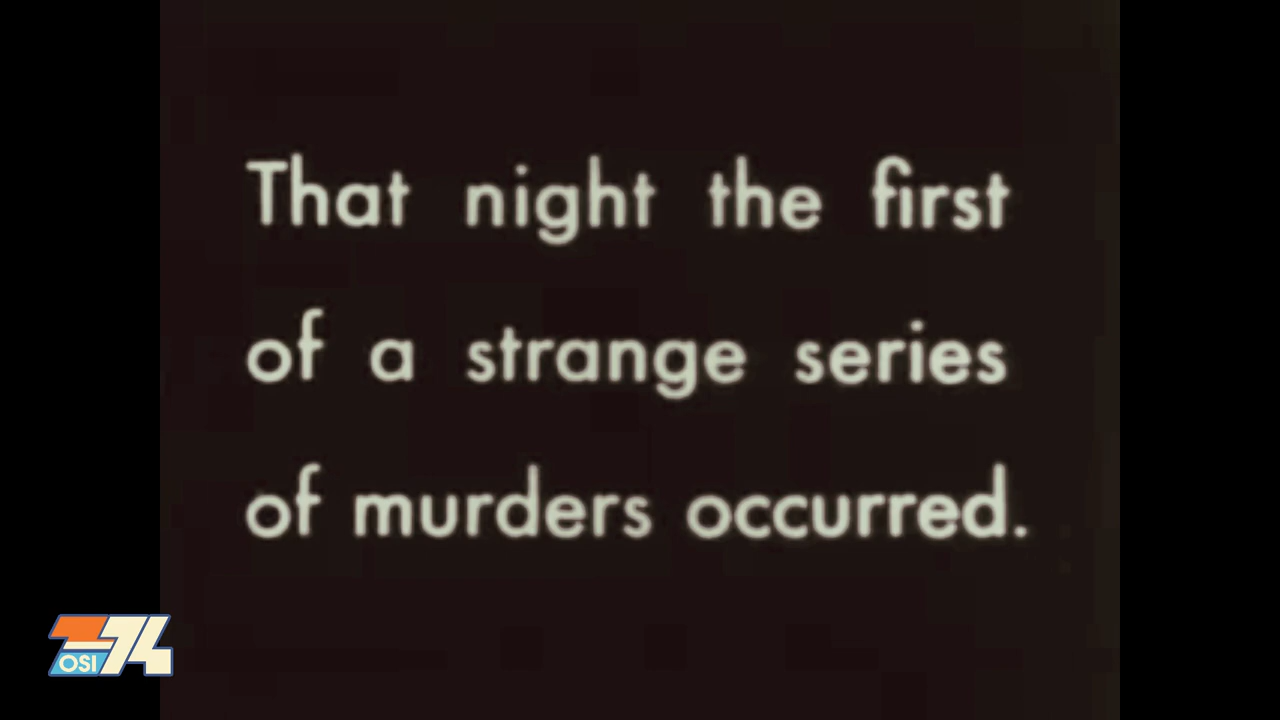 That night the first
of a strange series
of murders occurred.
OSI 74